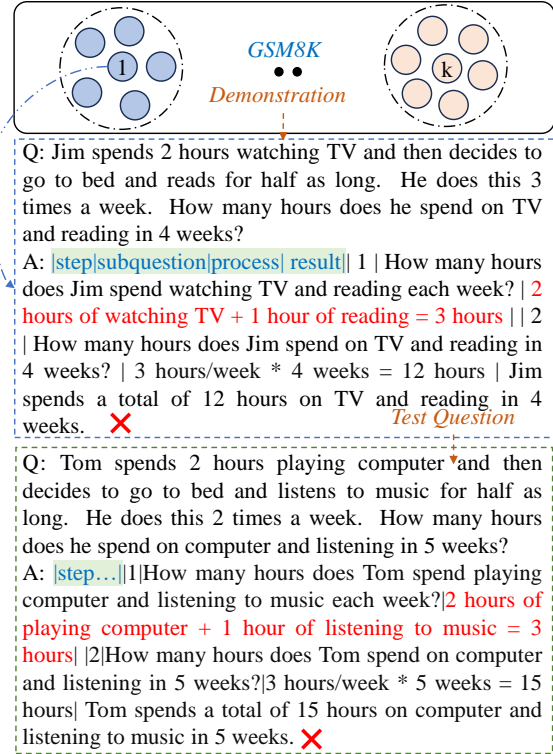 1
GSM8K
k
Demonstration
Q: Jim spends 2 hours watching TV and then decides to
go to bed and reads for half as long. He does this 3
times a week. How many hours does he spend on TV
and reading in 4 weeks?
A: |step|subquestion|process| result|| 1 | How many hours
does Jim spend watching TV and reading each week? | 2
hours of watching TV + 1 hour of reading = 3 hours | | 2
| How many hours does Jim spend on TV and reading in
4 weeks? | 3 hours/week * 4 weeks = 12 hours | Jim
spends a total of 12 hours on TV and reading in 4
weeks.
Test Question
Q: Tom spends 2 hours playing computer and then
decides to go to bed and listens to music for half as
long. He does this 2 times a week. How many hours
does he spend on computer and listening in 5 weeks?
A: |step…||1|How many hours does Tom spend playing
computer and listening to music each week?|2 hours of
playing computer + 1 hour of listening to music = 3
hours| |2|How many hours does Tom spend on computer
and listening in 5 weeks?|3 hours/week * 5 weeks = 15
hours| Tom spends a total of 15 hours on computer and
listening to music in 5 weeks.